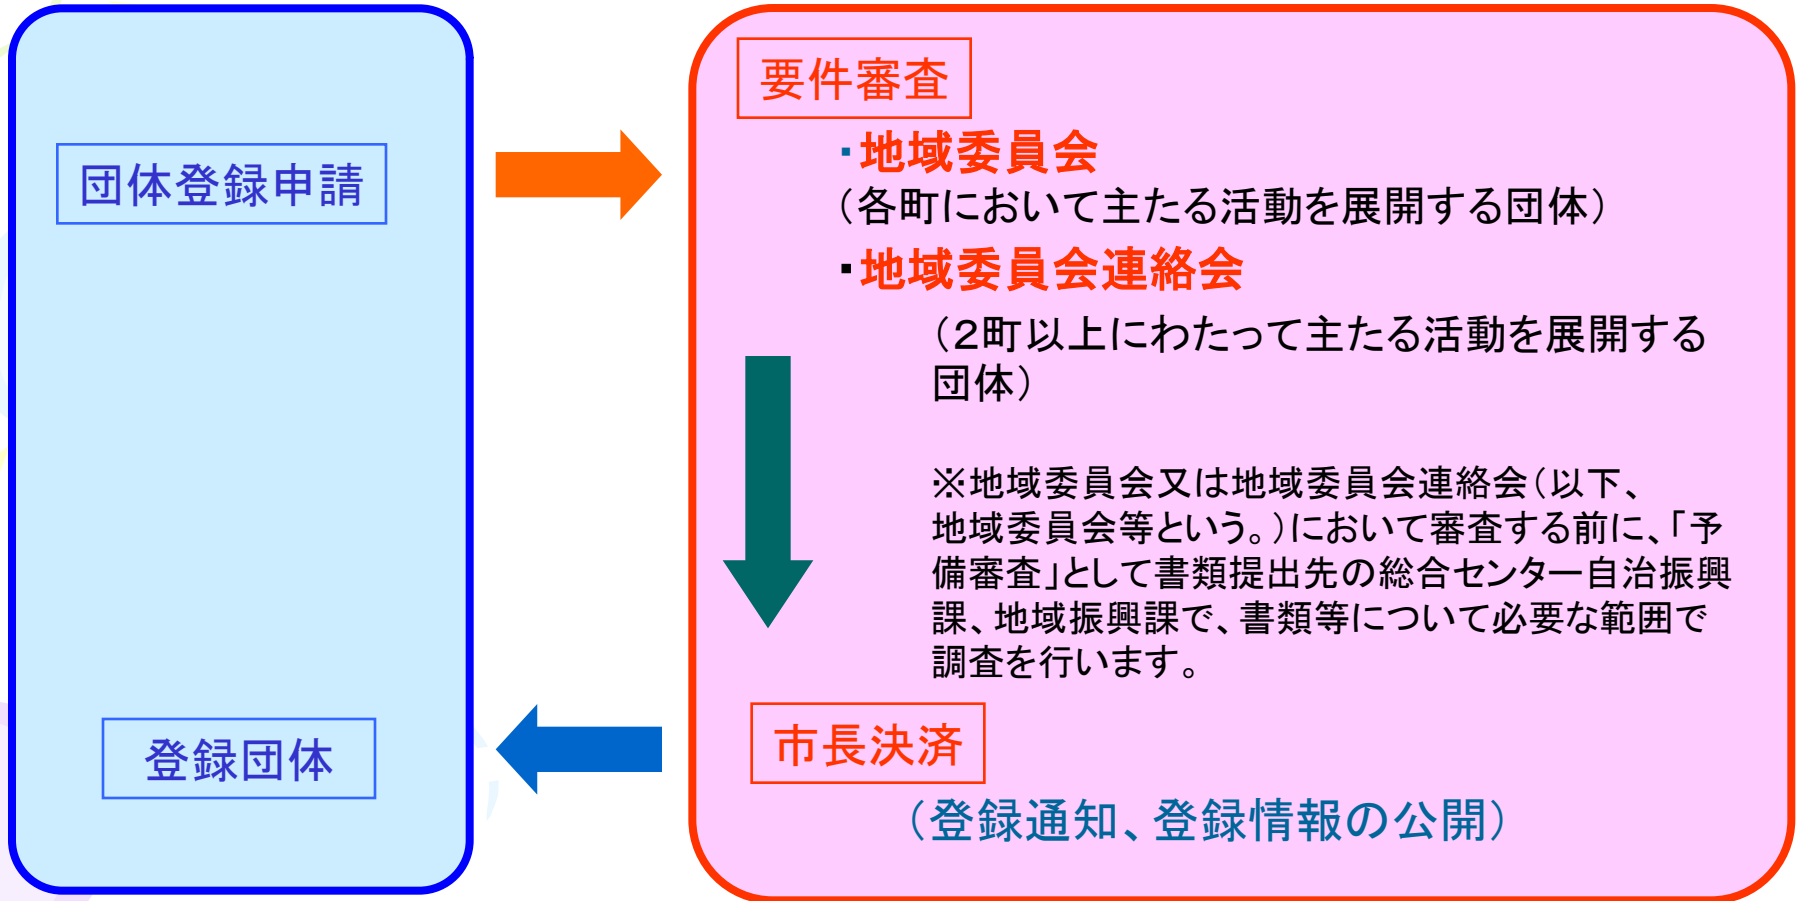 団体登録申請
登録団体
要件審査
・地域委員会
（各町において主たる活動を展開する団体）
・地域委員会連絡会
（２町以上にわたって主たる活動を展開する
団体）
※地域委員会又は地域委員会連絡会（以下、
地域委員会等という。）において審査する前に、「予
備審査」として書類提出先の総合センター自治振興
課、地域振興課で、書類等について必要な範囲で
調査を行います。
市長決済
（登録通知、登録情報の公開）